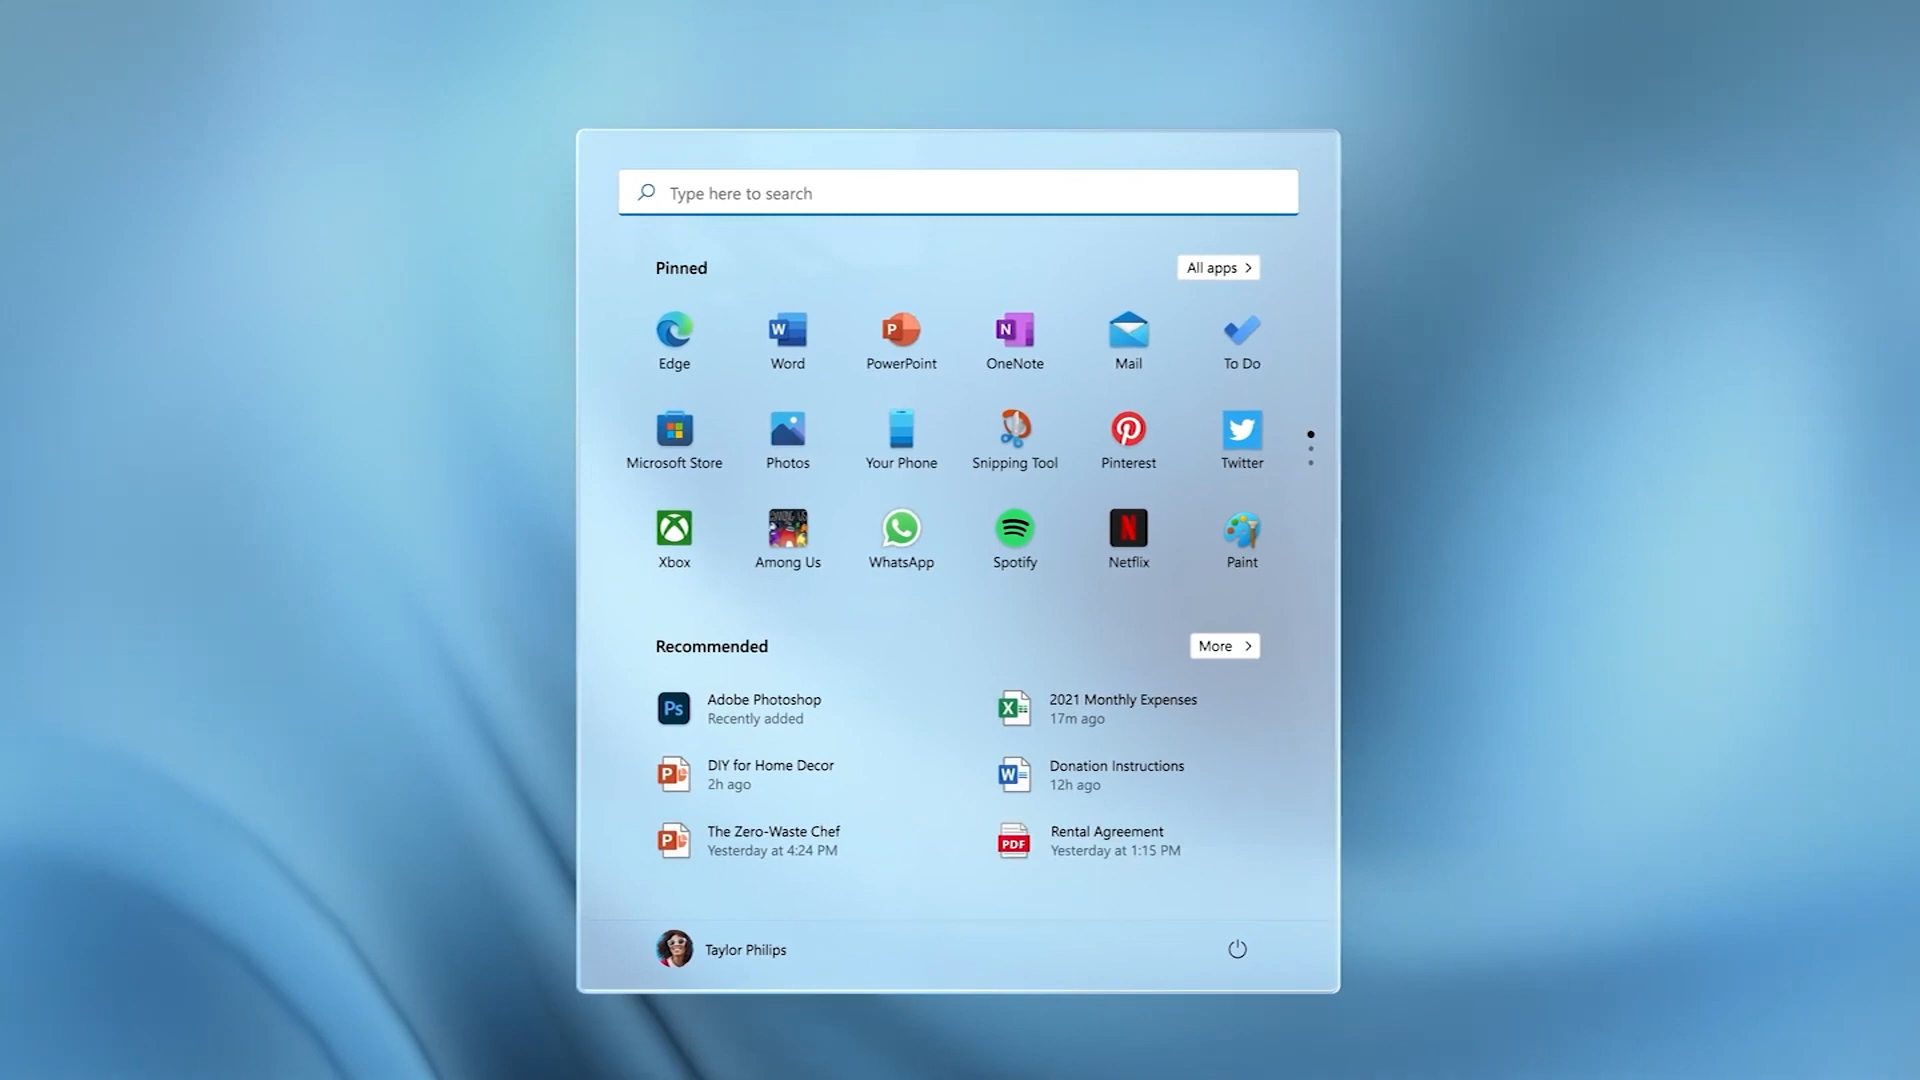 Type here to search
Pinned
All apps
Edge
Word
PowerPoint
OneNote
Mail
To Do
Microsoft Store
Photos
Your Phone
Snipping Tool
Pinterest
Twitter
Xbox
Among Us
WhatsApp
Spotify
Netflix
Paint
Recommended
More
Adobe Photoshop
Recently added
2021 Monthly Expenses
17m ago
DIY for Home Decor
2h ago
Donation Instructions
12h ago
The Zero-Waste Chef
Yesterday at 4:24 PM
PDF
Rental Agreement
Yesterday at 1:15 PM
Taylor Philips